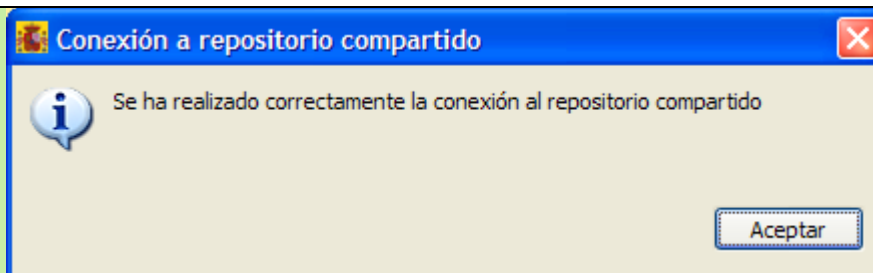 Conexión a repositorio compartido
Se ha realizado correctamente la conexión al repositorio compartido
Aceptar